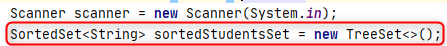 Scanner scanner = new Scanner(System.in);
SortedSet<String> sortedStudentsSet = new TreeSet<>();